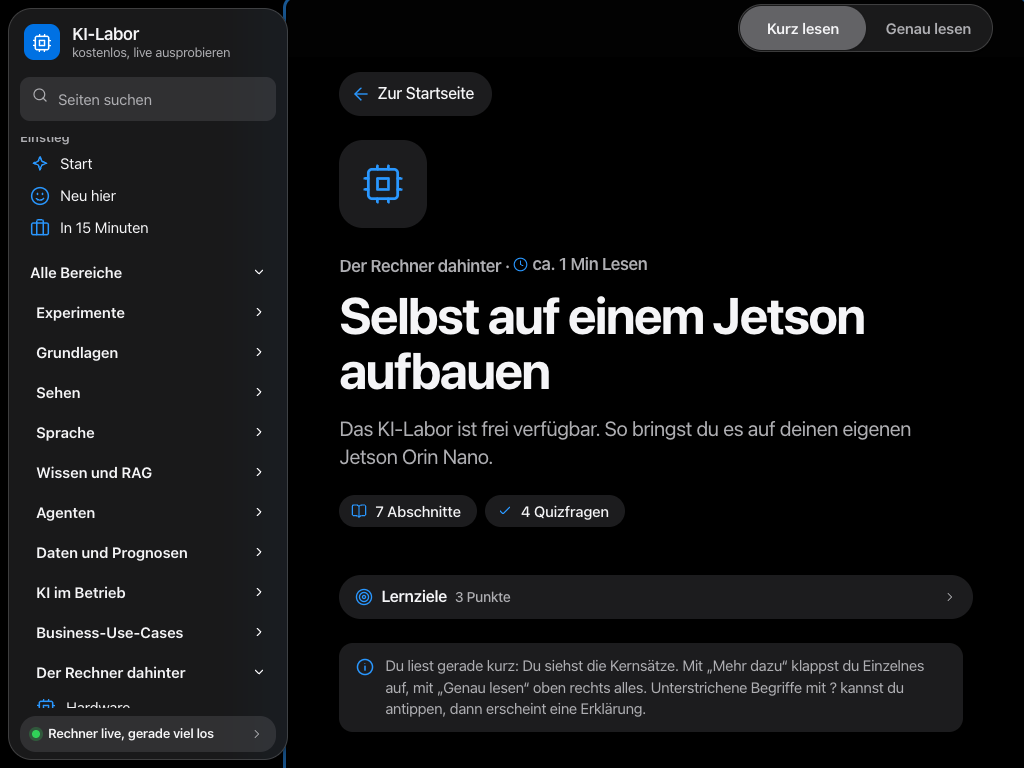 KI-Labor
kostenlos, live ausprobieren
Seiten suchen
Einstieg
Start
Neu hier
In 15 Minuten
Alle Bereiche
Experimente
Grundlagen
Sehen
Sprache
Wissen und RAG
Agenten
Daten und Prognosen
KI im Betrieb
Business-Use-Cases
Der Rechner dahinter
Hardware
Rechner live, gerade viel los
Kurz lesen
Genau lesen
Zur Startseite
Der Rechner dahinter · ca. 1 Min Lesen
Selbst auf einem Jetson
aufbauen
Das KI-Labor ist frei verfügbar. So bringst du es auf deinen eigenen
Jetson Orin Nano.
7 Abschnitte
4 Quizfragen
Lernziele 3 Punkte
Du liest gerade kurz: Du siehst die Kernsätze. Mit „Mehr dazu“ klappst du Einzelnes
auf, mit „Genau lesen“ oben rechts alles. Unterstrichene Begriffe mit ? kannst du
antippen, dann erscheint eine Erklärung.